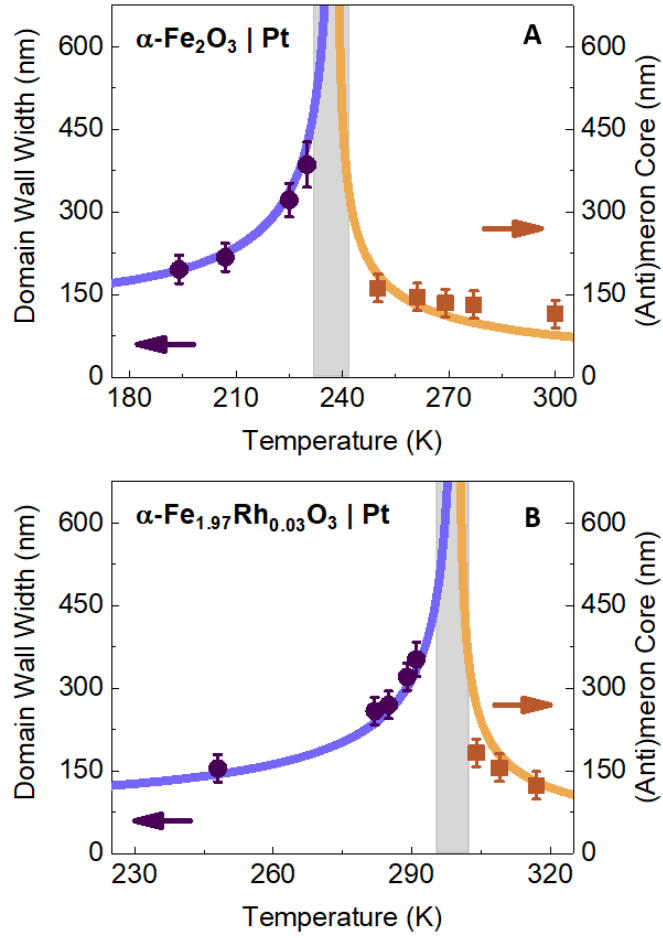 α-Fe₂O₃ | Pt
A
600
450
300
150
0
600
450
300
150
0
Domain Wall Width (nm)
(Anti)meron Core (nm)
180
210
240
270
300
Temperature (K)
α-Fe₁.₉₇Rh₀.₀₃O₃ | Pt
B
600
450
300
150
0
600
450
300
150
0
Domain Wall Width (nm)
(Anti)meron Core (nm)
230
260
290
320
Temperature (K)